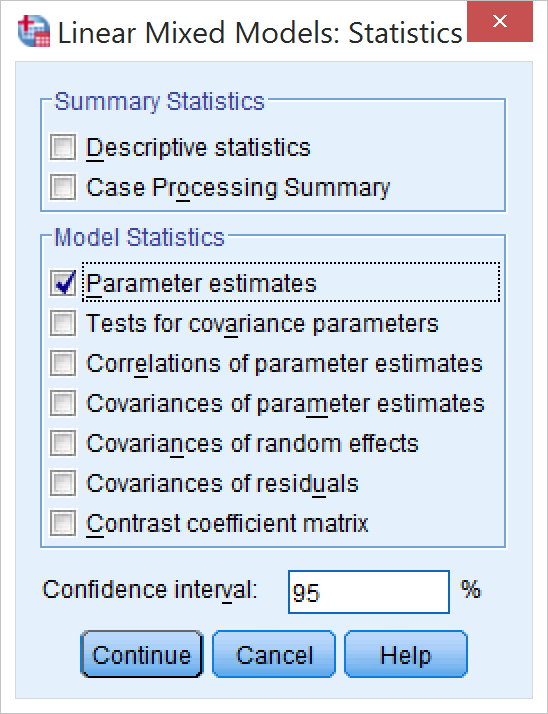 Linear Mixed Models: Statistics
Summary Statistics
Descriptive statistics
Case Processing Summary
Model Statistics
Parameter estimates
Tests for covariance parameters
Correlations of parameter estimates
Covariances of parameter estimates
Covariances of random effects
Covariances of residuals
Contrast coefficient matrix
Confidence interval: 95 %
Continue Cancel Help